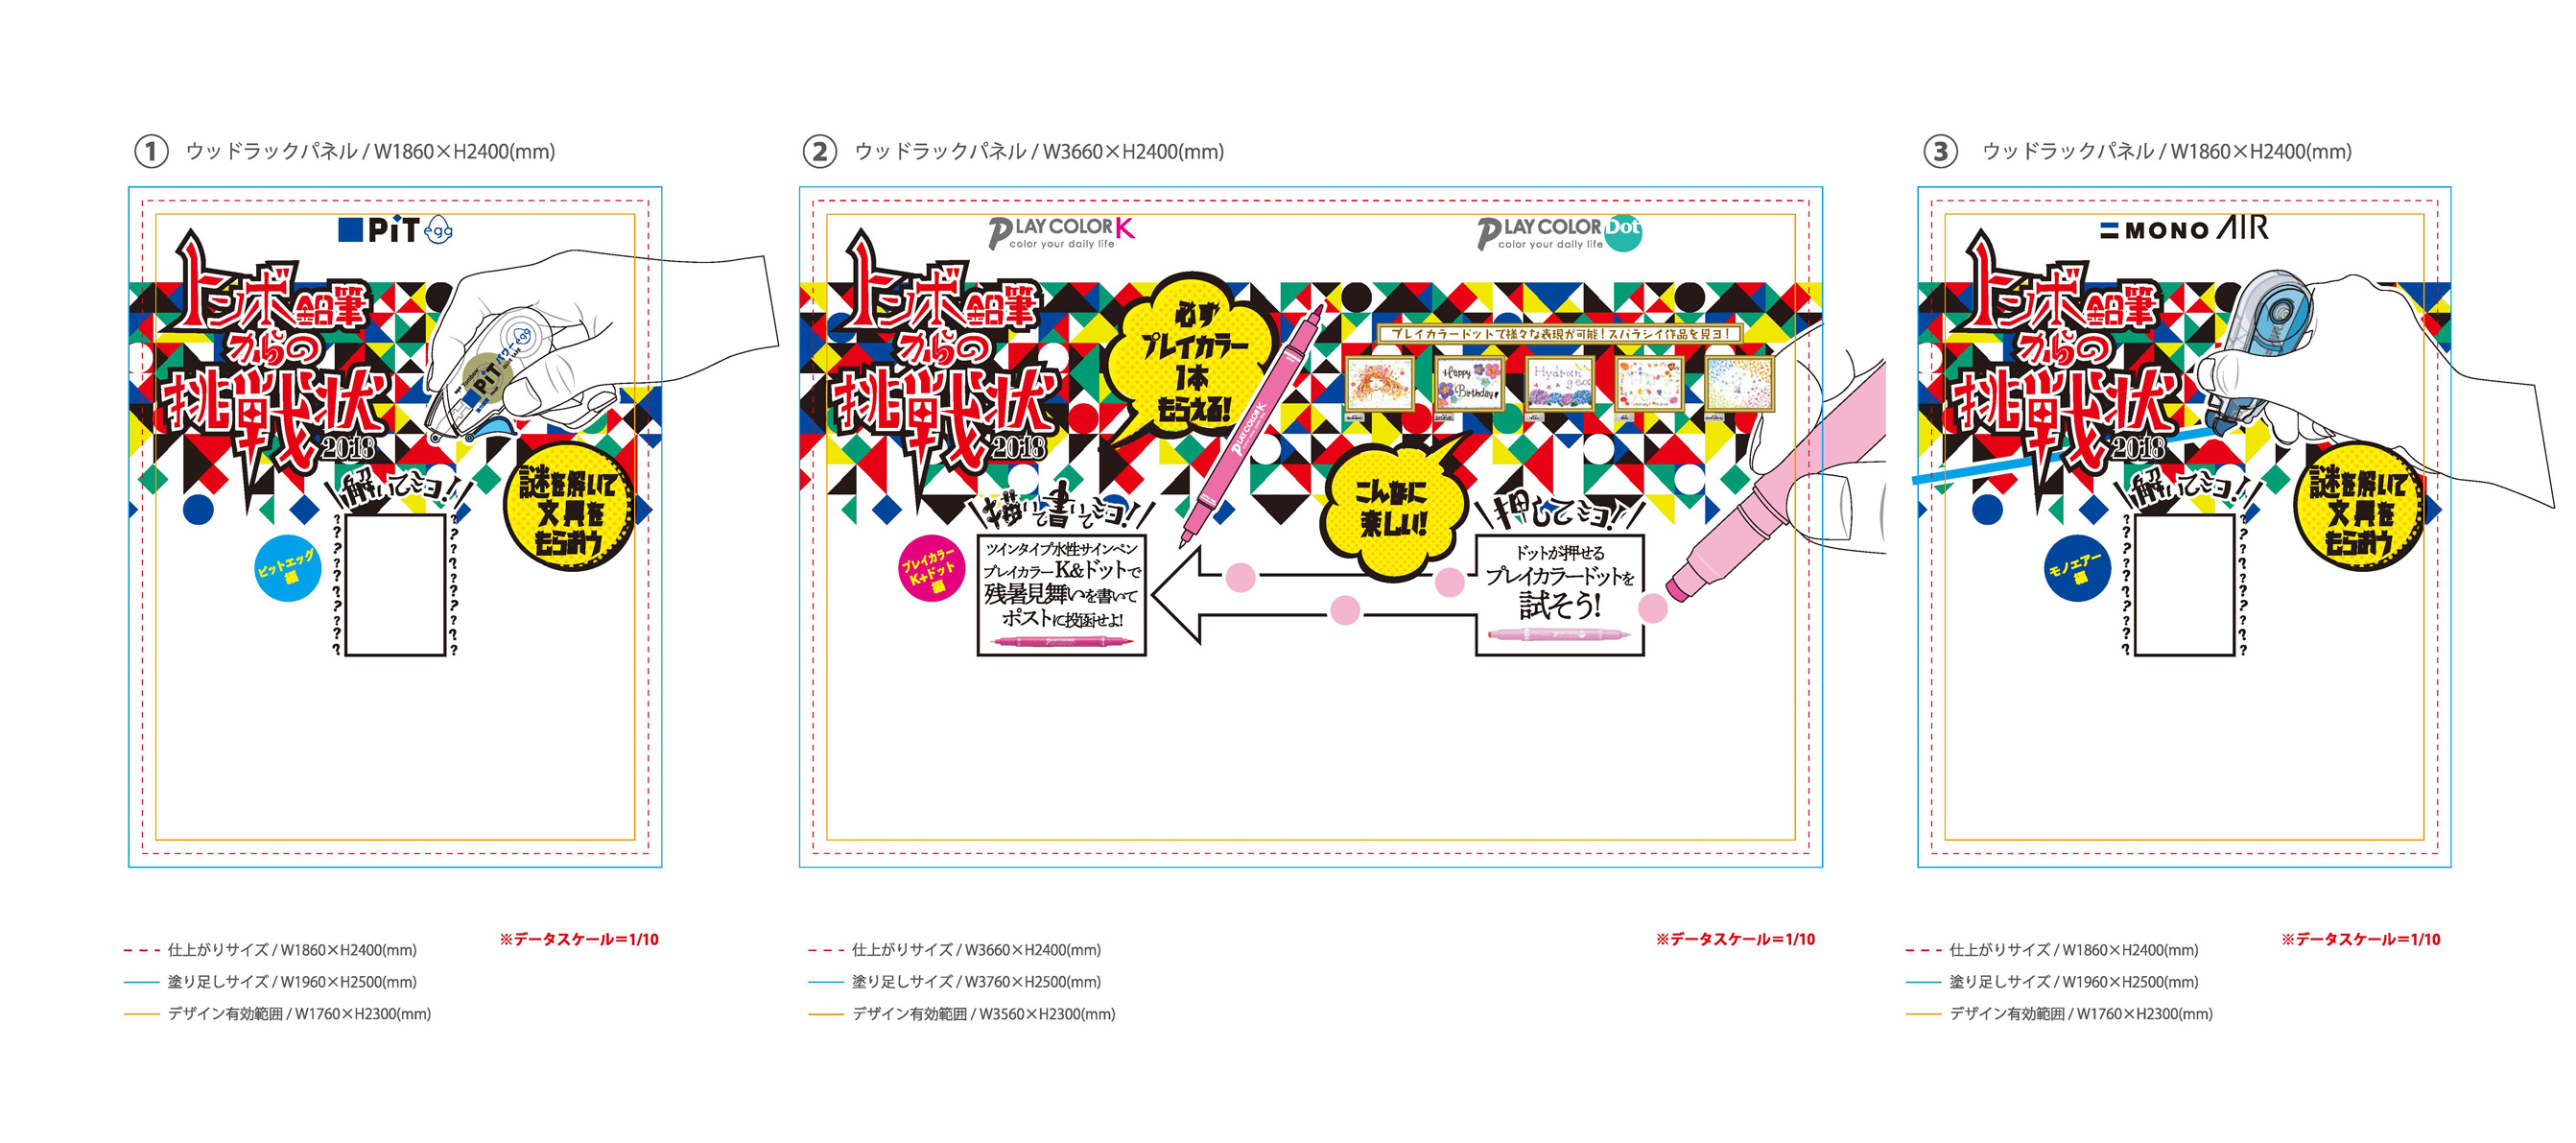 ① ウッドラックパネル / W1860×H2400(mm)
PiT egg
トンボ鉛筆
からの
挑戦状
2018
解いてミヨ!
ピットエッグ
編
謎を解いて
文具を
もらおう
PiT
パワーegg
? ? ? ? ? ? ? ? ? ?
? ? ? ? ? ? ? ? ? ?
※データスケール=1/10
仕上がりサイズ / W1860×H2400(mm)
塗り足しサイズ / W1960×H2500(mm)
デザイン有効範囲 / W1760×H2300(mm)
② ウッドラックパネル / W3660×H2400(mm)
PLAY COLOR K
color your daily life
PLAY COLOR Dot
color your daily life
トンボ鉛筆
からの
挑戦状
2018
必ず
プレイカラー
1本
もらえる!
PLAY COLOR K
プレイカラードットで様々な表現が可能!スバラシイ作品を見ヨ!
Happy
Birthday
Hydrangeas
こんなに
楽しい!
描いて書いてミヨ!
プレイカラー
K+ドット
編
ツインタイプ水性サインペン
プレイカラーK&ドットで
残暑見舞いを書いて
ポストに投函せよ!
押してミヨ!
ドットが押せる
プレイカラードットを
試そう!
※データスケール=1/10
仕上がりサイズ / W3660×H2400(mm)
塗り足しサイズ / W3760×H2500(mm)
デザイン有効範囲 / W3560×H2300(mm)
③ ウッドラックパネル / W1860×H2400(mm)
MONO AIR
トンボ鉛筆
からの
挑戦状
2018
解いてミヨ!
モノエアー
編
謎を解いて
文具を
もらおう
? ? ? ? ? ? ? ? ? ?
? ? ? ? ? ? ? ? ? ?
※データスケール=1/10
仕上がりサイズ / W1860×H2400(mm)
塗り足しサイズ / W1960×H2500(mm)
デザイン有効範囲 / W1760×H2300(mm)